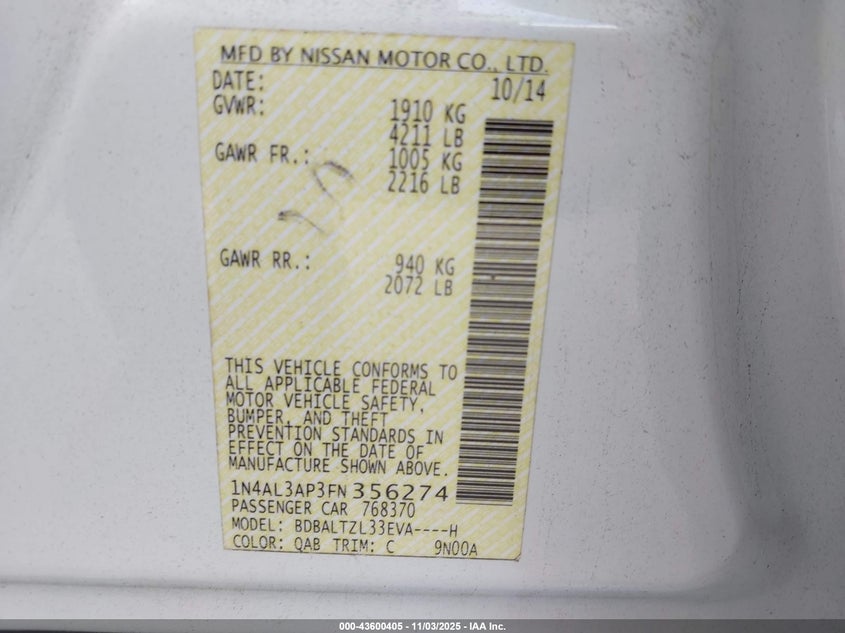 MFD BY NISSAN MOTOR CO., LTD.
DATE: 10/14
GVWR: 1910 KG
4211 LB
GAWR FR.: 1005 KG
2216 LB
GAWR RR.: 940 KG
2072 LB
THIS VEHICLE CONFORMS TO
ALL APPLICABLE FEDERAL
MOTOR VEHICLE SAFETY,
BUMPER, AND THEFT
PREVENTION STANDARDS IN
EFFECT ON THE DATE OF
MANUFACTURE SHOWN ABOVE.
1N4AL3AP3FN356274
PASSENGER CAR 768370
MODEL: BDBALTZL33EVA----H
COLOR: QAB TRIM: C 9N00A
000-43600405 - 11/03/2025 - IAA Inc.